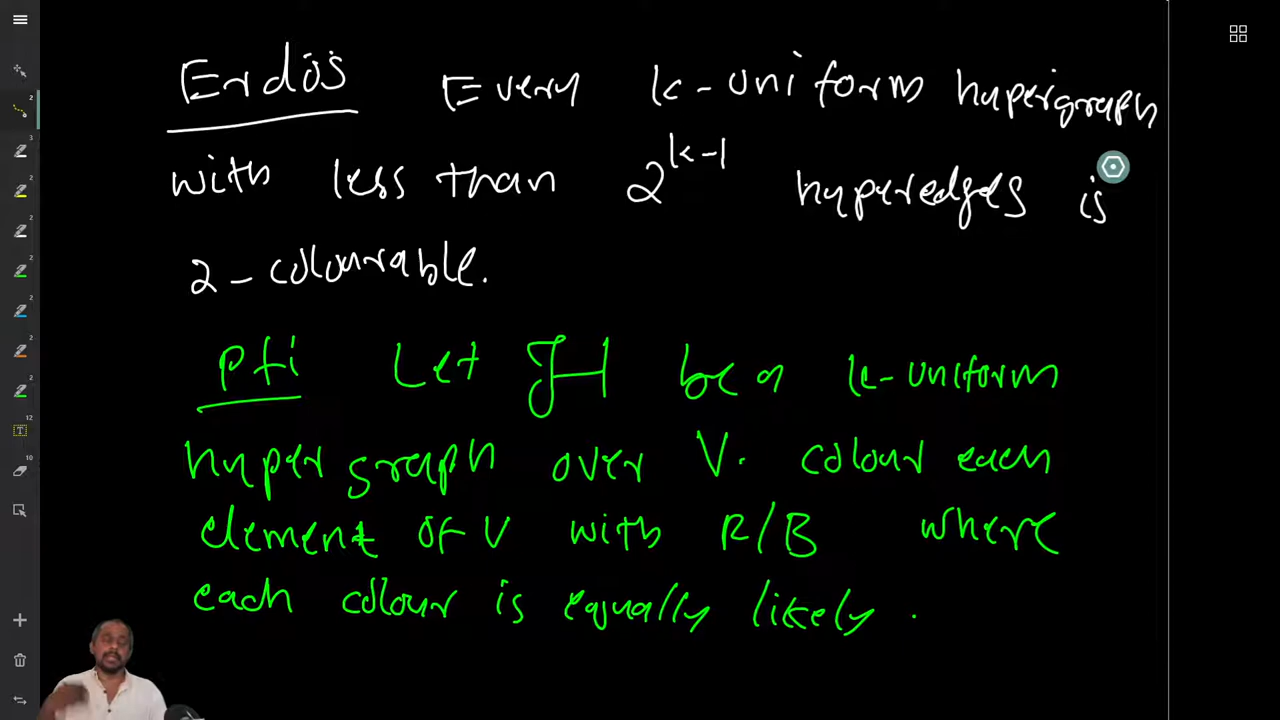 Erdös Every k-uniform hypergraph
with less than 2^{k-1} hyperedges is
2-colourable.
Pf: Let H be a k-uniform
hypergraph over V. colour each
element of V with R/B where
each colour is equally likely.